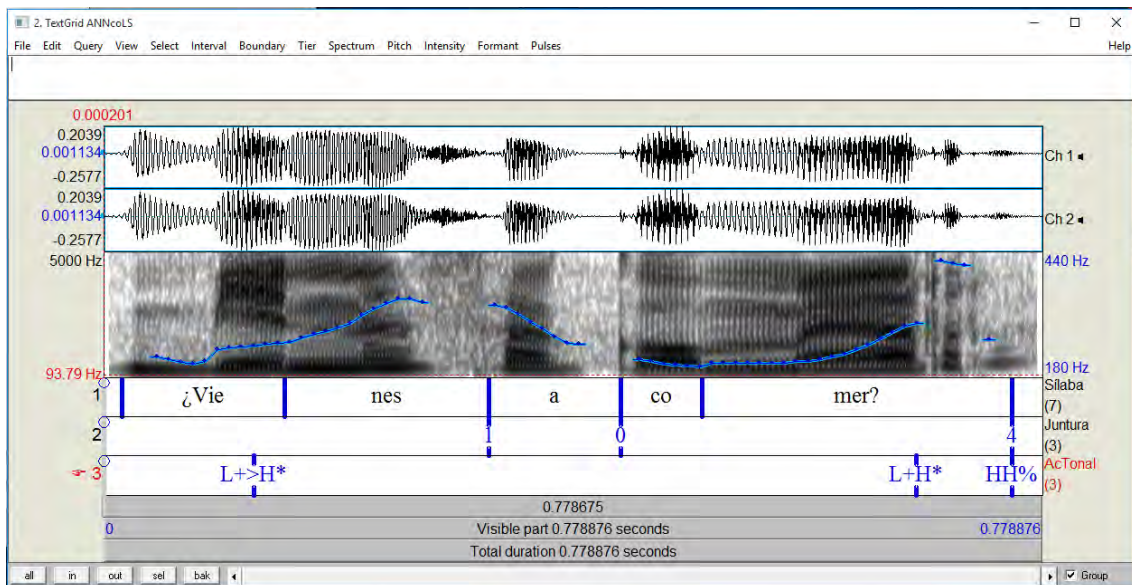 2. TextGrid ANNcoLS
File Edit Query View Select Interval Boundary Tier Spectrum Pitch Intensity Formant Pulses Help
0.000201
0.2039
0.001134
-0.2577
Ch 1
0.2039
0.001134
-0.2577
Ch 2
5000 Hz 440 Hz
93.79 Hz 180 Hz
1 ¿Vie nes a co mer? Sílaba (7)
2 1 0 4 Juntura (3)
3 L+>H* L+H* HH% AcTonal (3)
0.778675
0 Visible part 0.778876 seconds 0.778876
Total duration 0.778876 seconds
all in out sel bak Group